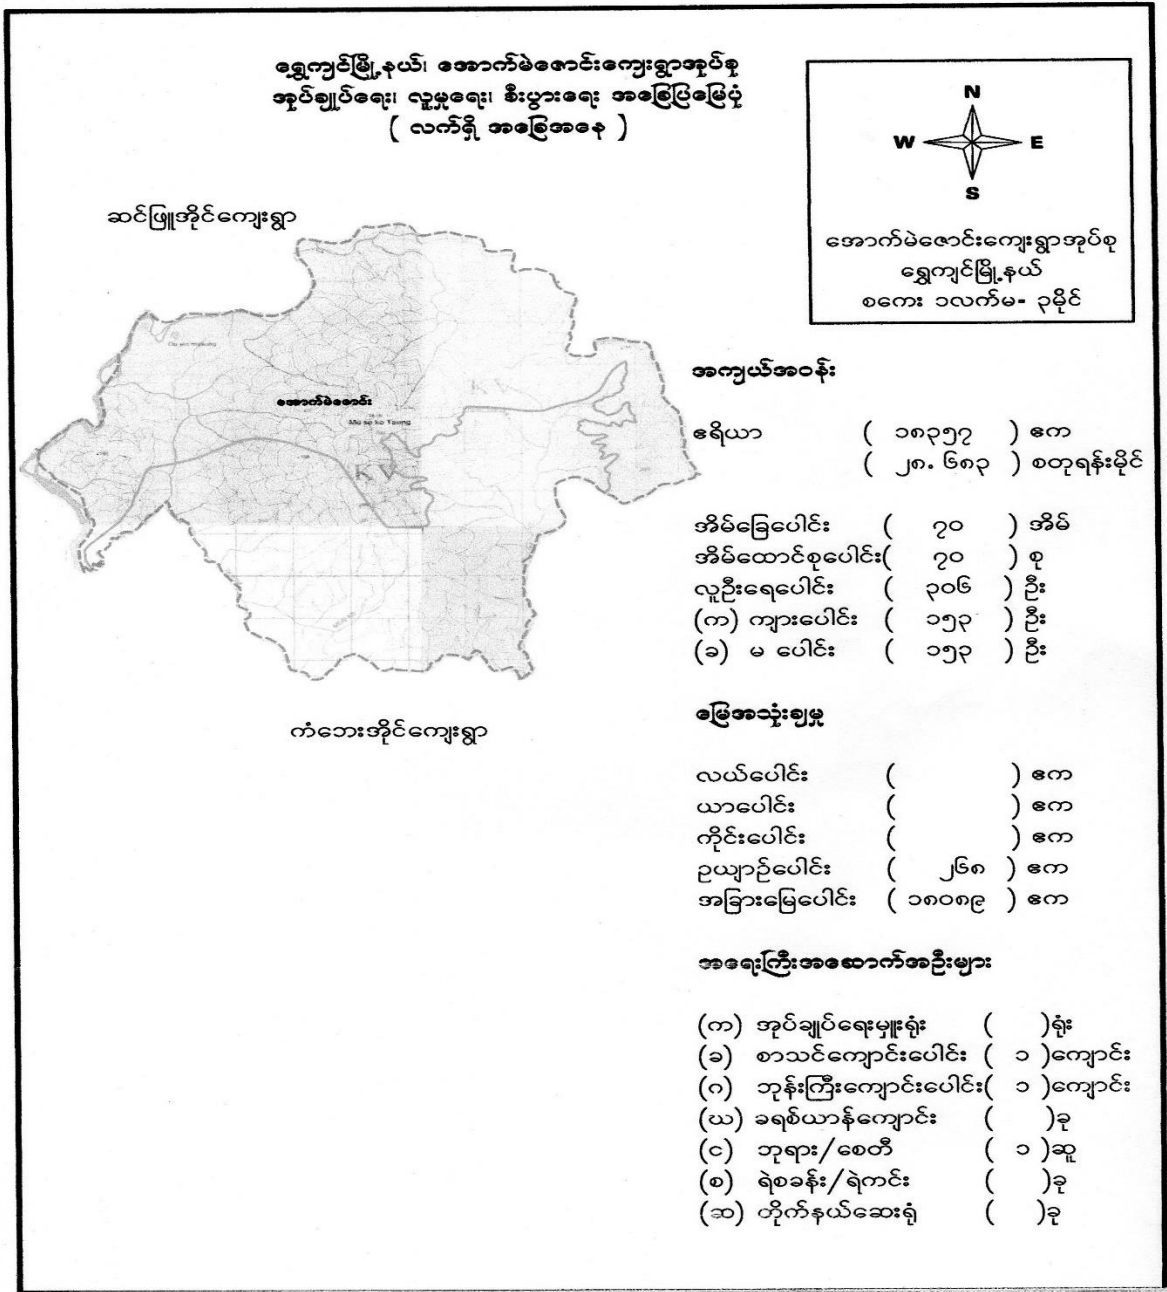 ရွှေကျင်မြို့နယ်၊ အောက်မဲဇောင်းကျေးရွာအုပ်စု
အုပ်ချုပ်ရေး၊ လူမှုရေး၊ စီးပွားရေး အခြေပြမြေပုံ
( လက်ရှိ အခြေအနေ )
N
W E
S
အောက်မဲဇောင်းကျေးရွာအုပ်စု
ရွှေကျင်မြို့နယ်
စကေး ၁လက်မ- ၃မိုင်
ဆင်ဖြူအိုင်ကျေးရွာ
အောက်မဲဇောင်း
Me se ko Taung
K V
K V
ကံဘေးအိုင်ကျေးရွာ
အကျယ်အဝန်း
ဧရိယာ ( ၁၈၃၅၇ ) ဧက
( ၂၈.၆၈၃ ) စတုရန်းမိုင်
အိမ်ခြေပေါင်း ( ၇၀ ) အိမ်
အိမ်ထောင်စုပေါင်း( ၇၀ ) စု
လူဦးရေပေါင်း ( ၃၀၆ ) ဦး
(က) ကျားပေါင်း ( ၁၅၃ ) ဦး
(ခ) မ ပေါင်း ( ၁၅၃ ) ဦး
မြေအသုံးချမှု
လယ်ပေါင်း ( ) ဧက
ယာပေါင်း ( ) ဧက
ကိုင်းပေါင်း ( ) ဧက
ဥယျာဉ်ပေါင်း ( ၂၆၈ ) ဧက
အခြားမြေပေါင်း ( ၁၈၀၈၉ ) ဧက
အရေးကြီးအဆောက်အဦးများ
(က) အုပ်ချုပ်ရေးမှူးရုံး ( )ရုံး
(ခ) စာသင်ကျောင်းပေါင်း ( ၁ )ကျောင်း
(ဂ) ဘုန်းကြီးကျောင်းပေါင်း( ၁ )ကျောင်း
(ဃ) ခရစ်ယာန်ကျောင်း ( )ခု
(င) ဘုရား/စေတီ ( ၁ )ဆူ
(စ) ရဲစခန်း/ရဲကင်း ( )ခု
(ဆ) တိုက်နယ်ဆေးရုံ ( )ခု